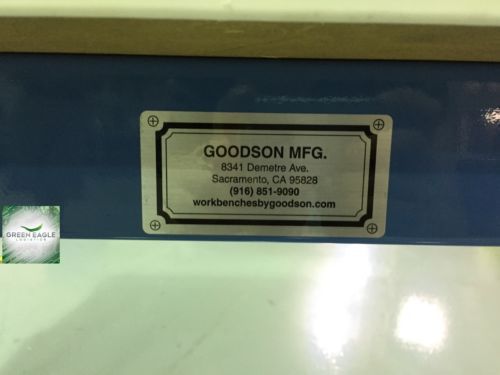 GOODSON MFG.
8341 Demetre Ave.
Sacramento, CA 95828
(916) 851-9090
workbenchesbygoodson.com
GREEN EAGLE
LOGISTICS